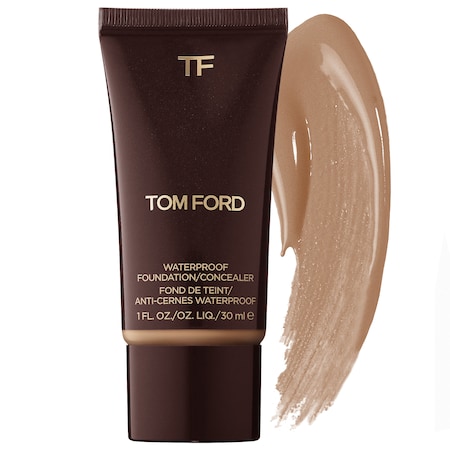 TF
TOM FORD
WATERPROOF
FOUNDATION/CONCEALER
FOND DE TEINT/
ANTI-CERNES WATERPROOF
1 FL. OZ./OZ. LIQ./30 ml e